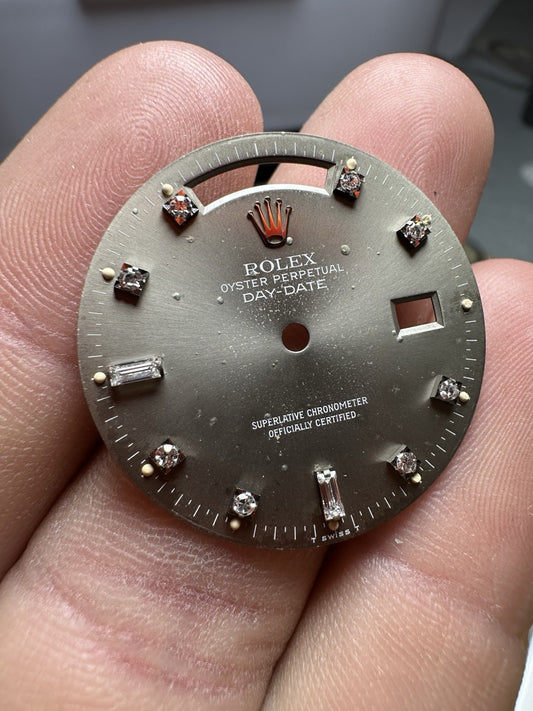 ROLEX
OYSTER PERPETUAL
DAY-DATE
SUPERLATIVE CHRONOMETER
OFFICIALLY CERTIFIED
T SWISS T